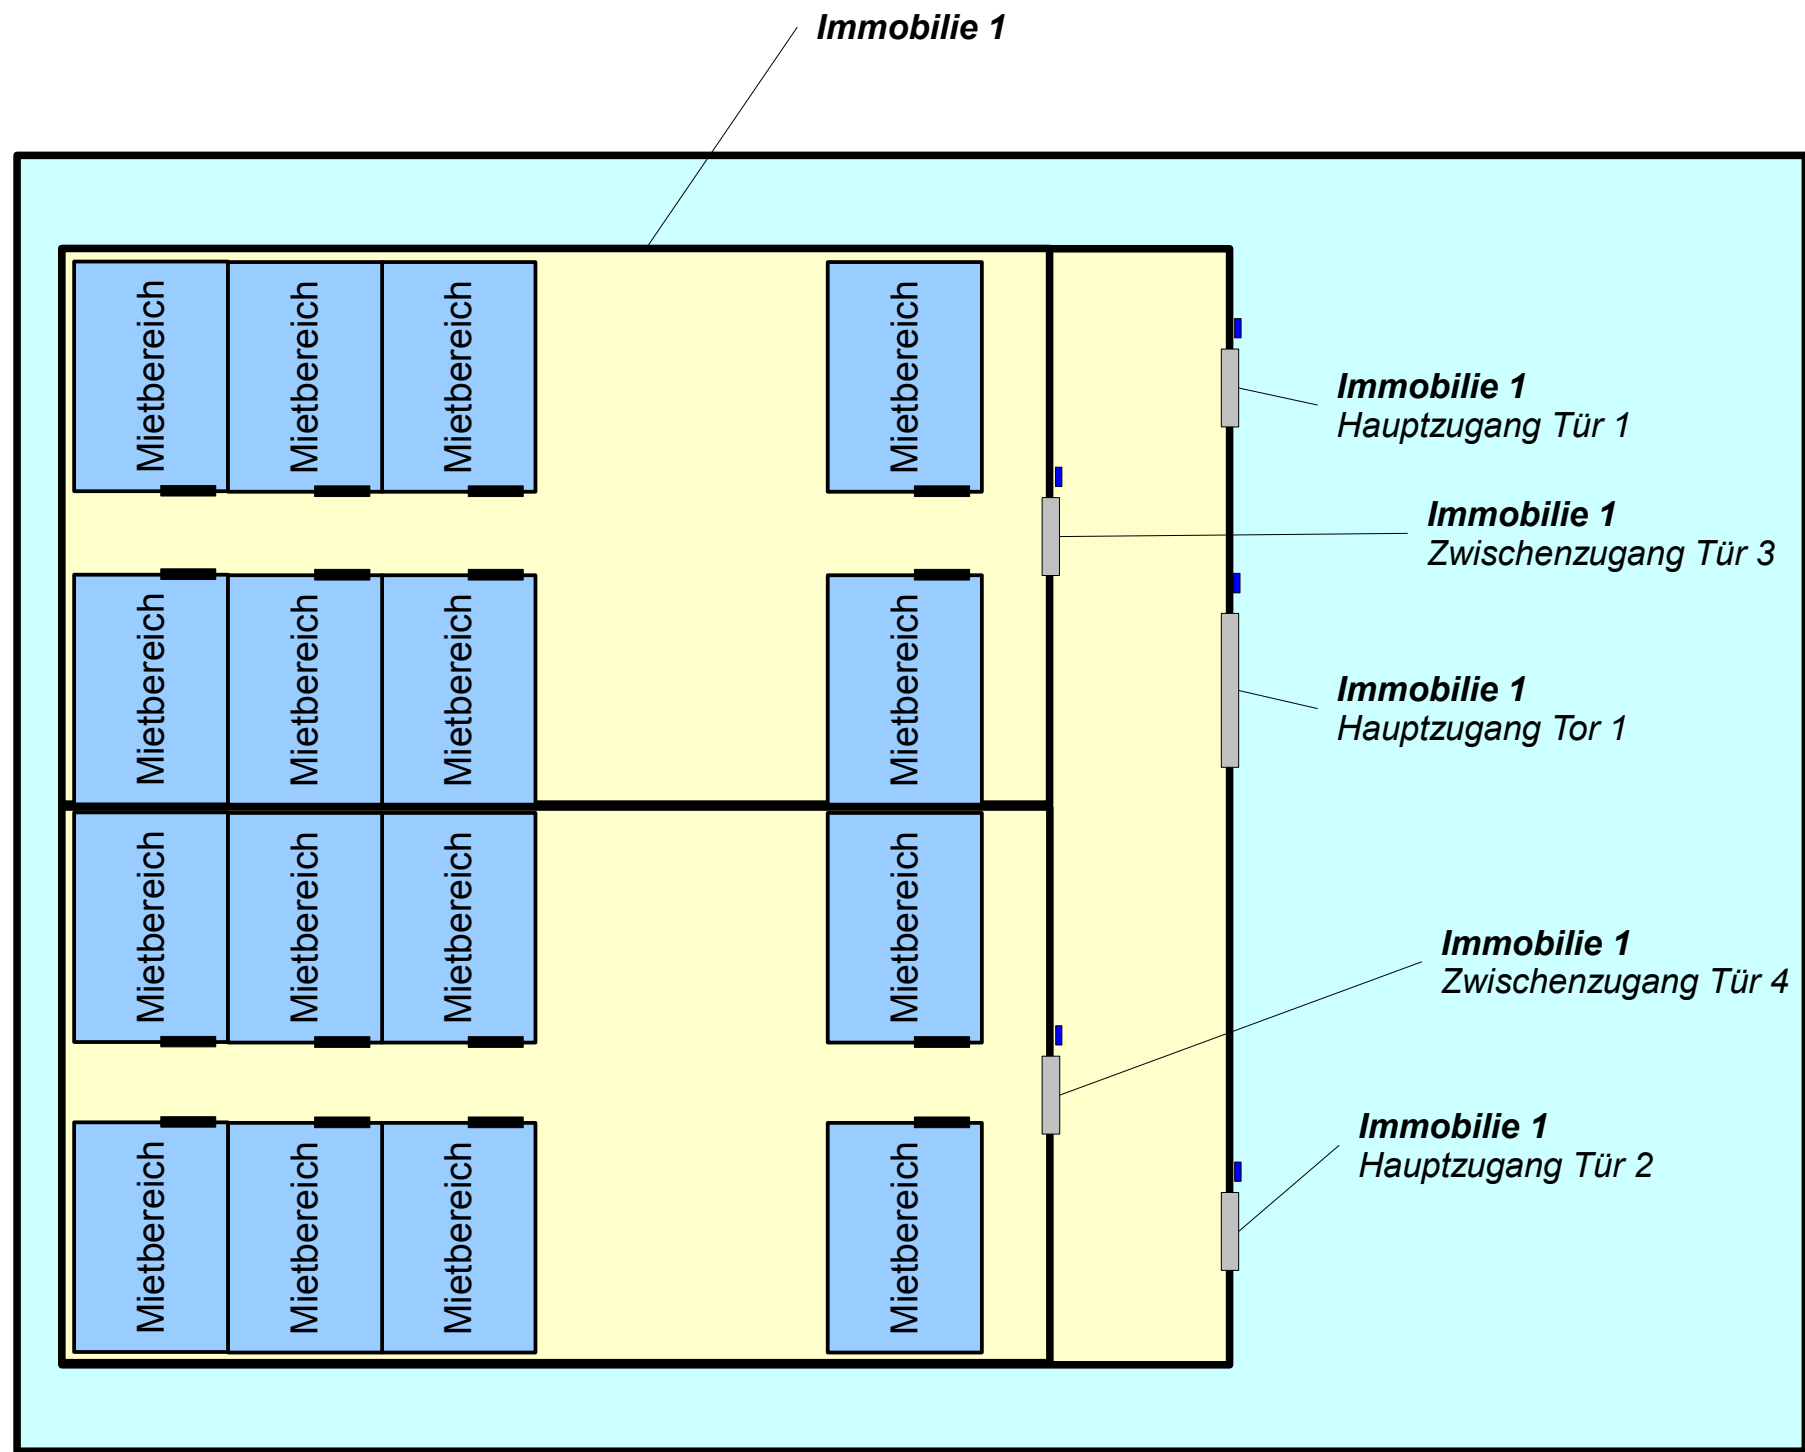 Immobilie 1
Mietbereich
Mietbereich
Mietbereich
Mietbereich
Immobilie 1
Hauptzugang Tür 1
Immobilie 1
Zwischenzugang Tür 3
Mietbereich
Mietbereich
Mietbereich
Mietbereich
Immobilie 1
Hauptzugang Tor 1
Mietbereich
Mietbereich
Mietbereich
Mietbereich
Immobilie 1
Zwischenzugang Tür 4
Mietbereich
Mietbereich
Mietbereich
Mietbereich
Immobilie 1
Hauptzugang Tür 2